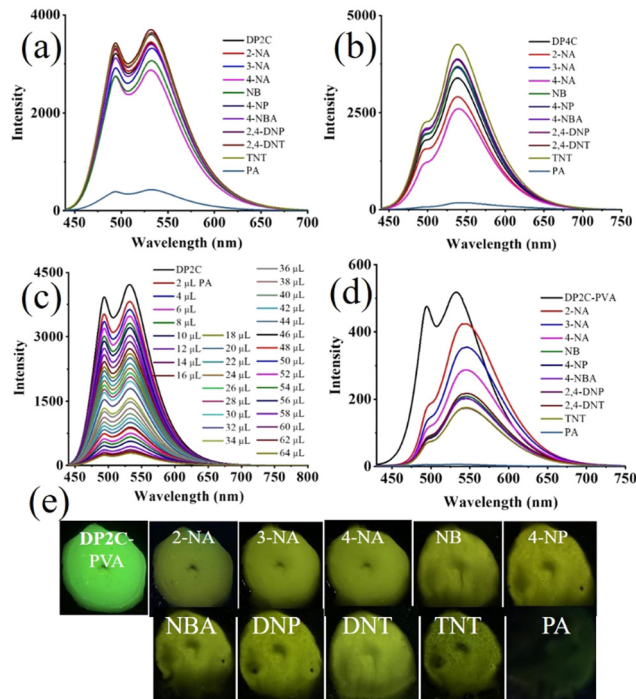 (a)
4000
3000
Intensity
0
450 500 550 600 650 700
Wavelength (nm)
DP2C
2-NA
3-NA
4-NA
NB
4-NP
4-NBA
2,4-DNP
2,4-DNT
TNT
PA
(b)
5000
4000
3000
2000
1000
0
Intensity
450 500 550 600 650 700
Wavelength (nm)
DP4C
2-NA
3-NA
4-NA
NB
4-NP
4-NBA
2,4-DNP
2,4-DNT
TNT
PA
(c)
4500
3000
1500
0
Intensity
450 500 550 600 650 700 750 800
Wavelength (nm)
DP2C
2 µL PA
4 µL
6 µL
8 µL
10 µL
12 µL
14 µL
16 µL
18 µL
20 µL
22 µL
24 µL
26 µL
28 µL
30 µL
32 µL
34 µL
36 µL
38 µL
40 µL
42 µL
44 µL
46 µL
48 µL
50 µL
52 µL
54 µL
56 µL
58 µL
60 µL
62 µL
64 µL
(d)
600
400
200
0
Intensity
450 500 550 600 650 700 750
Wavelength (nm)
DP2C-PVA
2-NA
3-NA
4-NA
NB
4-NP
4-NBA
2,4-DNP
2,4-DNT
TNT
PA
(e)
DP2C-
PVA
2-NA
3-NA
4-NA
NB
4-NP
NBA
DNP
DNT
TNT
PA